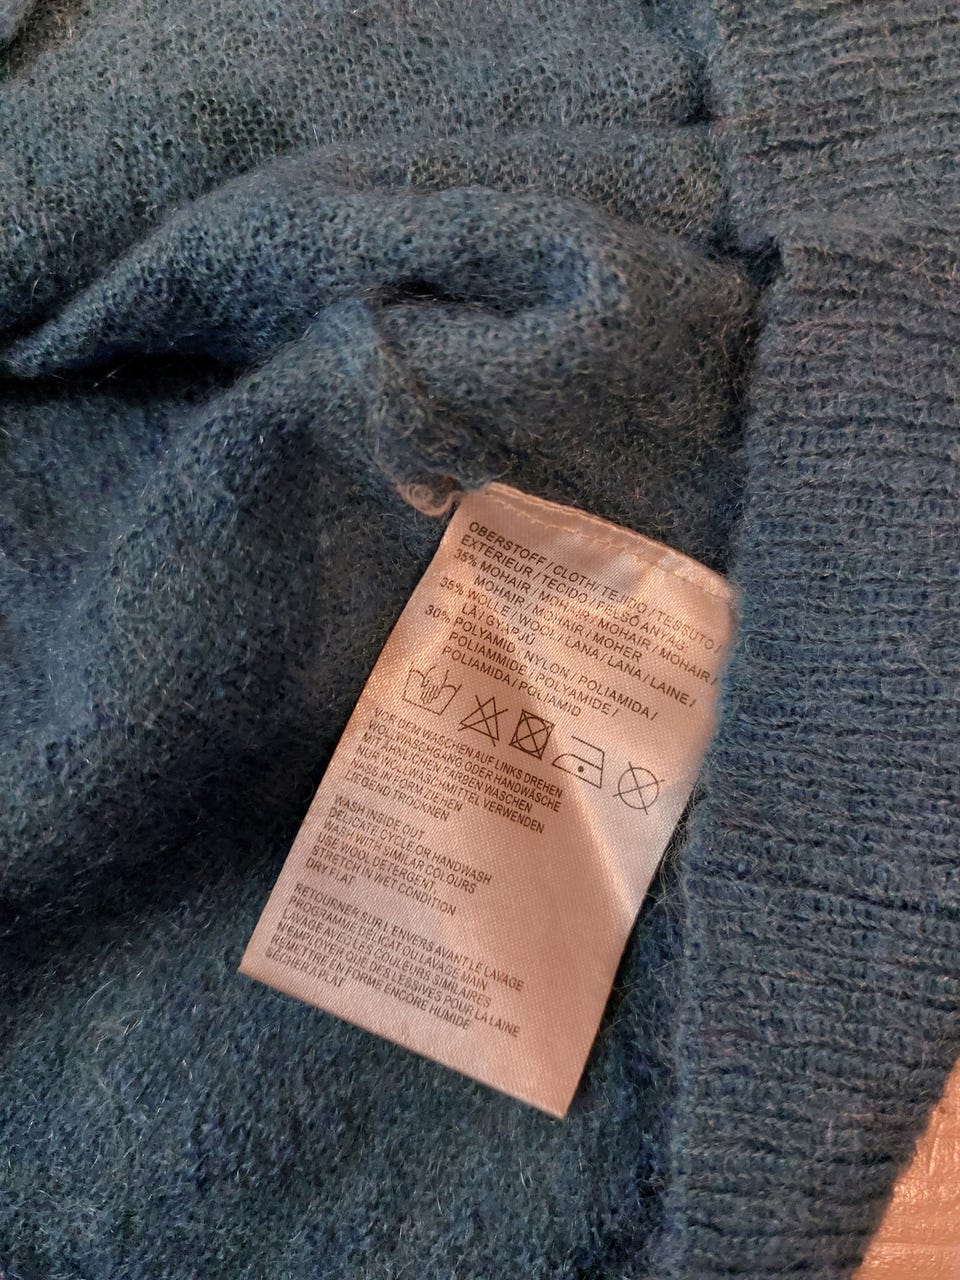 OBERSTOFF / CLOTH / TEJIDO / TESSUTO /
EXTÉRIEUR / TECIDO / FELSŐ ANYAG:
35% MOHAIR / MOHAIR / MOHAIR / MOHAIR /
MOHAIR / MOHAIR / MOHER
35% WOLLE / WOOL / LANA / LANA / LAINE /
LÃ / GYAPJÚ
30% POLYAMID / NYLON / POLIAMIDA /
POLIAMMIDE / POLYAMIDE /
POLIAMIDA / POLIAMID
VOR DEM WASCHEN AUF LINKS DREHEN
WOLLWASCHGANG ODER HANDWÄSCHE
MIT ÄHNLICHEN FARBEN WASCHEN
NUR WOLLWASCHMITTEL VERWENDEN
NASS IN FORM ZIEHEN
LIEGEND TROCKNEN
WASH INSIDE OUT
DELICATE CYCLE OR HANDWASH
WASH WITH SIMILAR COLOURS
USE WOOL DETERGENT
STRETCH IN WET CONDITION
DRY FLAT
RETOURNER SUR L'ENVERS AVANT LE LAVAGE
PROGRAMME DÉLICAT OU LAVAGE MAIN
LAVAGE AVEC LES COULEURS SIMILAIRES
N'EMPLOYER QUE DES LESSIVES POUR LA LAINE
REMETTRE EN FORME ENCORE HUMIDE
SÉCHER À PLAT